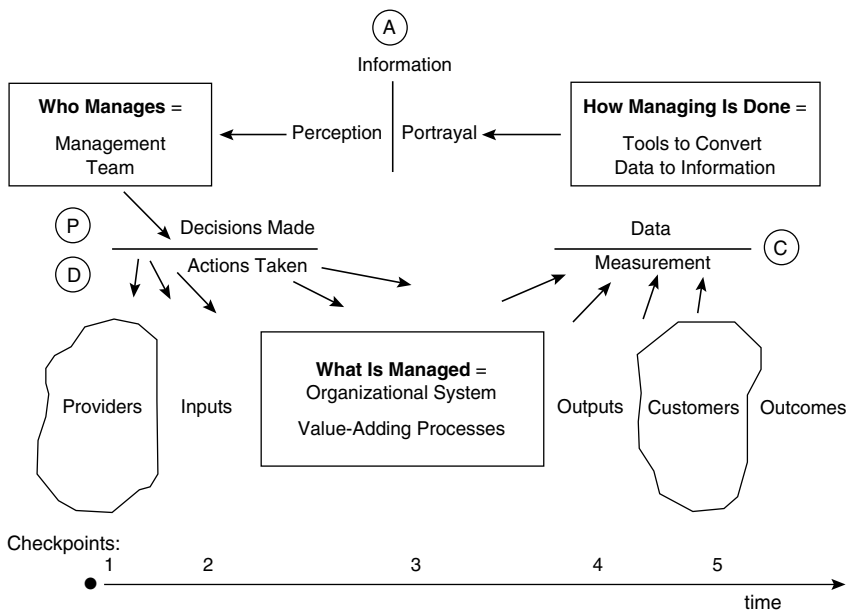 A
Information
Who Manages =
Management
Team
Perception
Portrayal
How Managing Is Done =
Tools to Convert
Data to Information
P
Decisions Made
D
Actions Taken
Data
Measurement
C
Providers
Inputs
What Is Managed =
Organizational System
Value-Adding Processes
Outputs
Customers
Outcomes
Checkpoints:
1
2
3
4
5
time